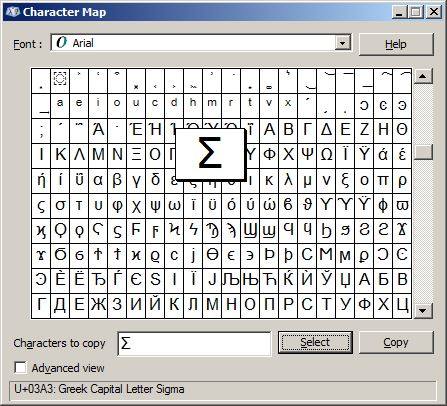 Character Map
Font : O Arial Help
a e i o u c d h m r t v x ʹ ͵ ͺ ͻ ͼ ͽ
; ΄ ΅ Ά · Έ Ή Ί Ό Ύ Ώ ΐ Α Β Γ Δ Ε Ζ Η Θ
Ι Κ Λ Μ Ν Ξ Ο Π Σ Υ Φ Χ Ψ Ω Ϊ Ϋ ά έ
ή ί ΰ α β γ δ ε ζ η θ ι κ λ μ ν ξ ο π ρ
ς σ τ υ φ χ ψ ω ϊ ϋ ό ύ ώ ϐ ϑ ϒ ϓ ϔ ϕ ϖ
ϗ Ϙ ϙ Ϛ ϛ Ϝ ϝ Ϟ ϟ Ϡ ϡ Ϣ ϣ Ϥ ϥ Ϧ ϧ Ϩ ϩ Ϫ
ϫ Ϭ ϭ Ϯ ϯ ϰ ϱ ϲ ϳ ϴ ϵ ϶ Ϸ ϸ Ϲ Ϻ ϻ ϼ Ͻ Ͼ
Ͽ Ѐ Ё Ђ Ѓ Є Ѕ І Ї Ј Љ Њ Ћ Ќ Ѝ Ў Џ А Б В
Г Д Е Ж З И Й К Л М Н О П Р С Т У Ф Х Ц
Characters to copy Σ Select Copy
Advanced view
U+03A3: Greek Capital Letter Sigma